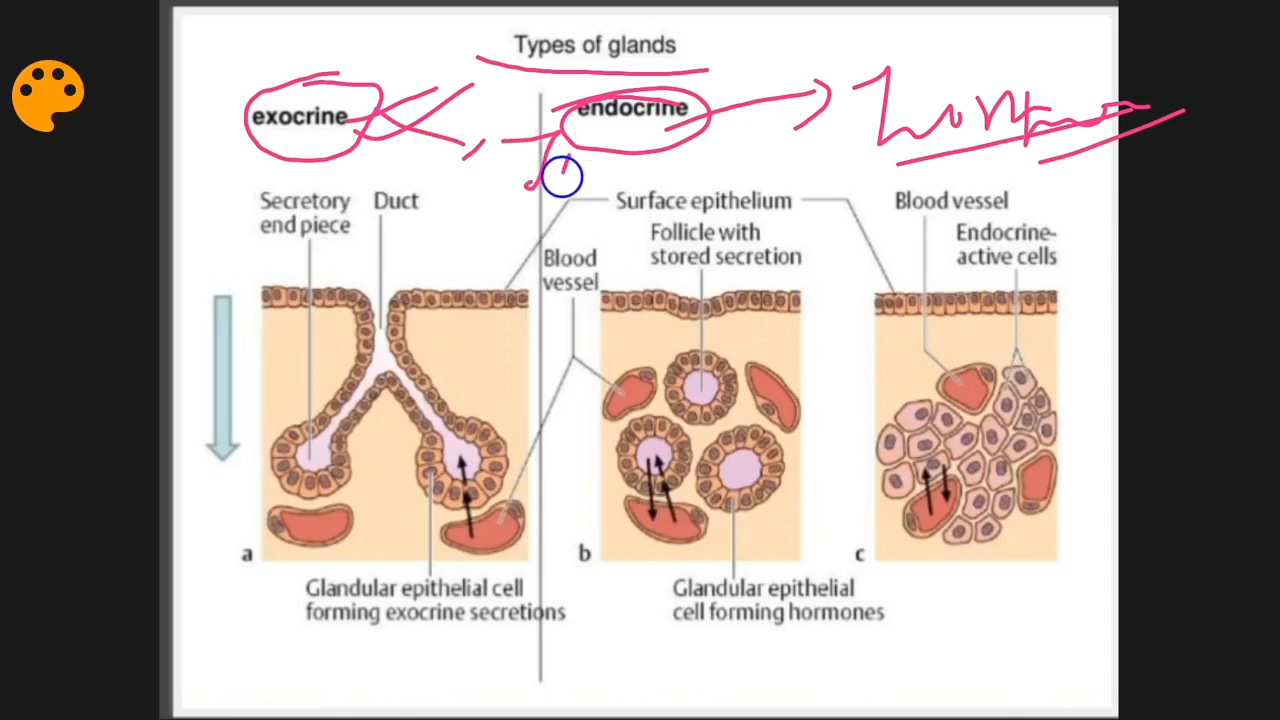 Types of glands
exocrine
endocrine
Secretory
end piece
Duct
Surface epithelium
Blood
vessel
Follicle with
stored secretion
Blood vessel
Endocrine-
active cells
a
b
c
Glandular epithelial cell
forming exocrine secretions
Glandular epithelial
cell forming hormones